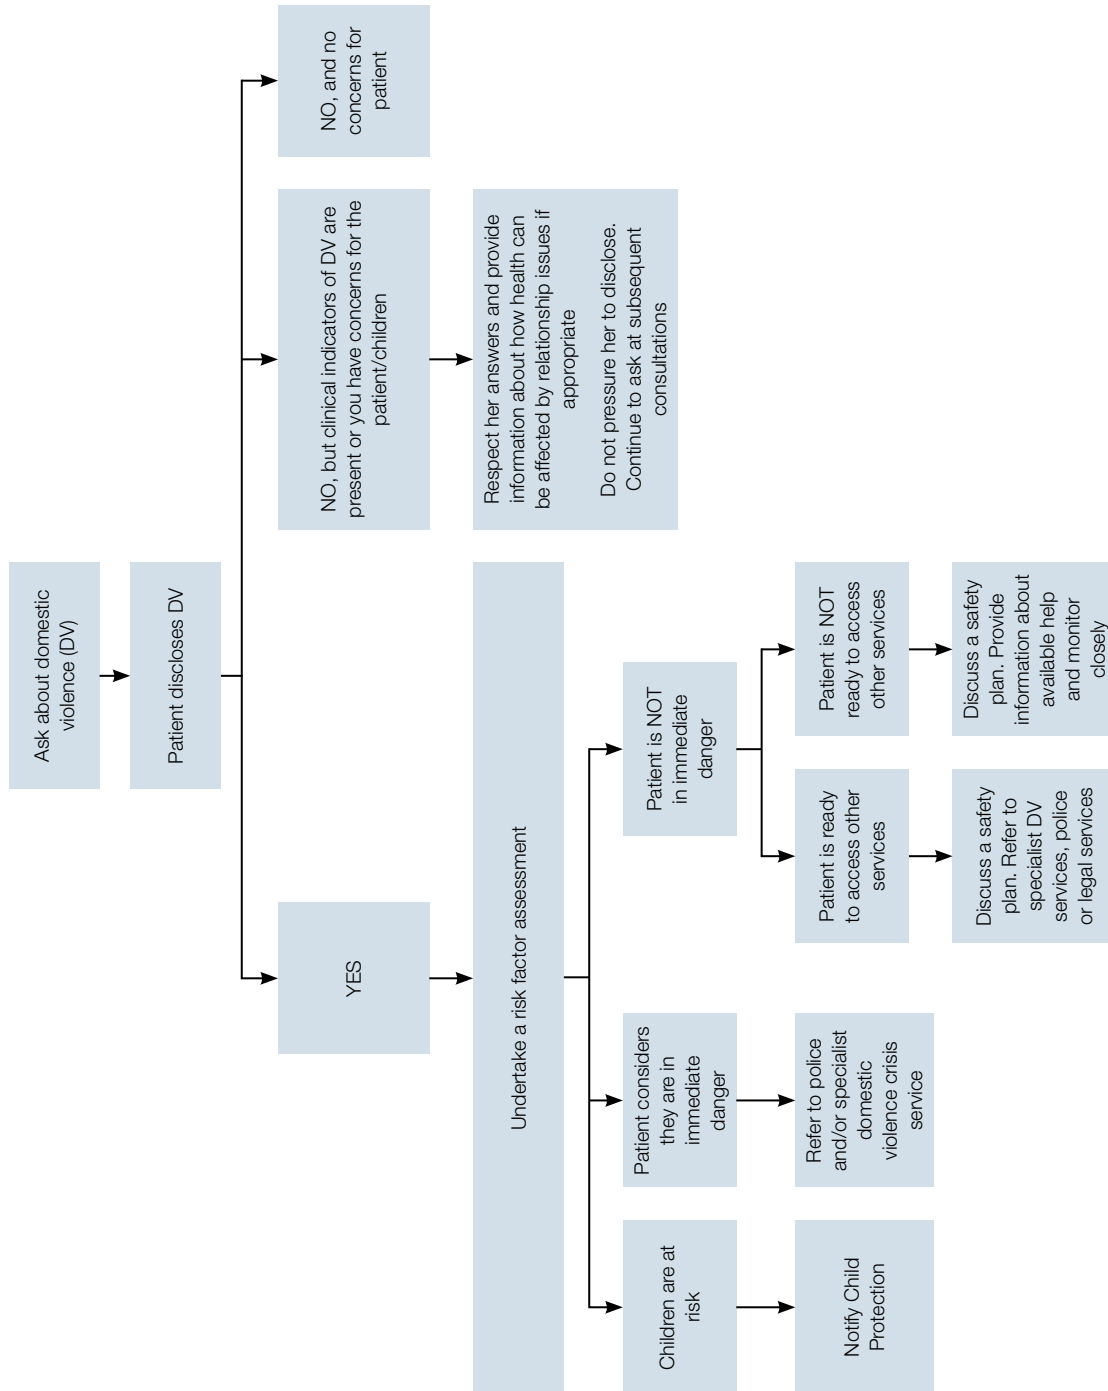 Ask about domestic
violence (DV)
Patient discloses DV
YES
NO, but clinical indicators of DV are
present or you have concerns for the
patient/children
NO, and no
concerns for
patient
Undertake a risk factor assessment
Respect her answers and provide
information about how health can
be affected by relationship issues if
appropriate
Do not pressure her to disclose.
Continue to ask at subsequent
consultations
Children are at
risk
Patient considers
they are in
immediate
danger
Patient is NOT
in immediate
danger
Notify Child
Protection
Refer to police
and/or specialist
domestic
violence crisis
service
Patient is ready
to access other
services
Patient is NOT
ready to access
other services
Discuss a safety
plan. Refer to
specialist DV
services, police
or legal services
Discuss a safety
plan. Provide
information about
available help
and monitor
closely